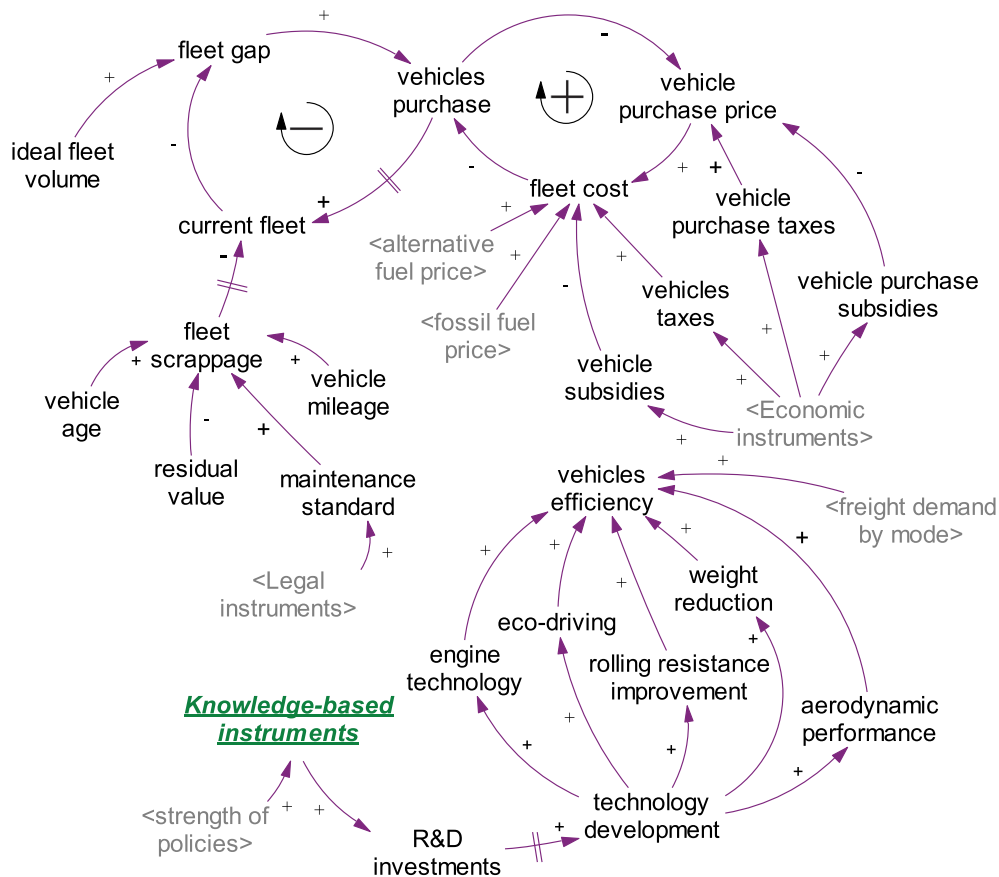 fleet gap
vehicles
purchase
vehicle
purchase price
ideal fleet
volume
fleet cost
current fleet
<alternative
fuel price>
vehicle
purchase taxes
<fossil fuel
price>
vehicles
taxes
vehicle purchase
subsidies
fleet
scrappage
vehicle
mileage
vehicle
age
vehicle
subsidies
<Economic
instruments>
residual
value
maintenance
standard
vehicles
efficiency
<freight demand
by mode>
<Legal
instruments>
weight
reduction
eco-driving
engine
technology
rolling resistance
improvement
Knowledge-based
instruments
aerodynamic
performance
<strength of
policies>
technology
development
R&D
investments